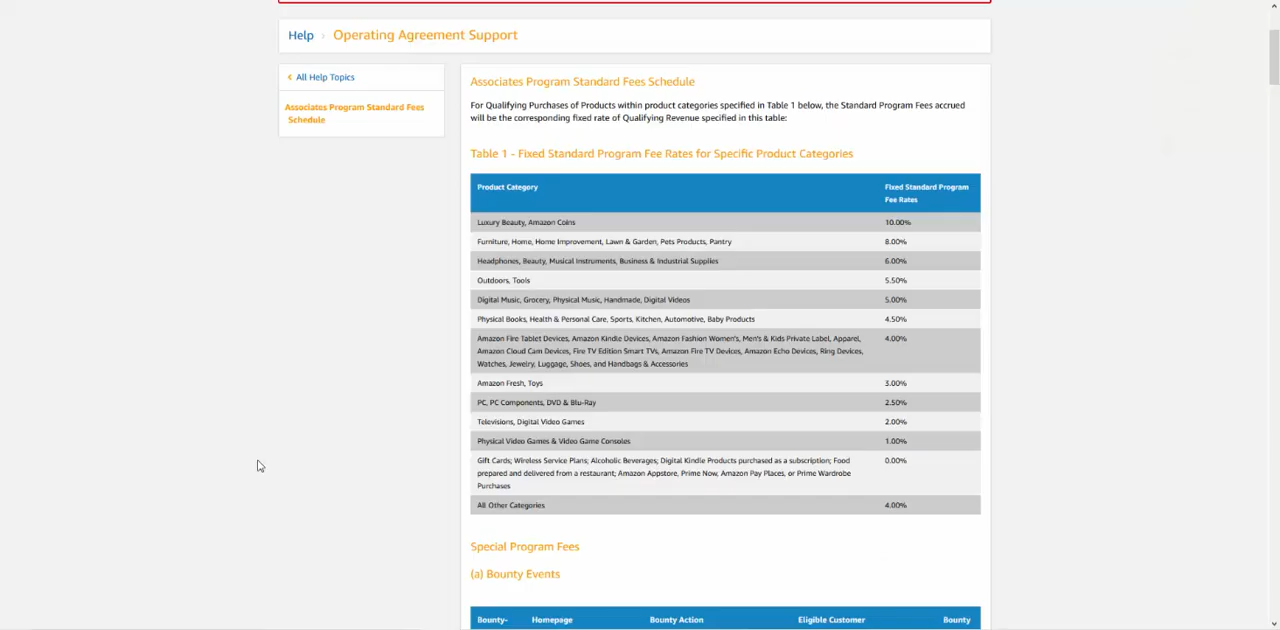 Help › Operating Agreement Support
‹ All Help Topics
Associates Program Standard Fees
Schedule
Associates Program Standard Fees Schedule
For Qualifying Purchases of Products within product categories specified in Table 1 below, the Standard Program Fees accrued
will be the corresponding fixed rate of Qualifying Revenue specified in this table:
Table 1 - Fixed Standard Program Fee Rates for Specific Product Categories
Product Category Fixed Standard Program
Fee Rates
Luxury Beauty, Amazon Coins 10.00%
Furniture, Home, Home Improvement, Lawn & Garden, Pets Products, Pantry 8.00%
Headphones, Beauty, Musical Instruments, Business & Industrial Supplies 6.00%
Outdoors, Tools 5.50%
Digital Music, Grocery, Physical Music, Handmade, Digital Videos 5.00%
Physical Books, Health & Personal Care, Sports, Kitchen, Automotive, Baby Products 4.50%
Amazon Fire Tablet Devices, Amazon Kindle Devices, Amazon Fashion Women's, Men's & Kids Private Label, Apparel, 4.00%
Amazon Cloud Cam Devices, Fire TV Edition Smart TVs, Amazon Fire TV Devices, Amazon Echo Devices, Ring Devices,
Watches, Jewelry, Luggage, Shoes, and Handbags & Accessories
Amazon Fresh, Toys 3.00%
PC, PC Components, DVD & Blu-Ray 2.50%
Televisions, Digital Video Games 2.00%
Physical Video Games & Video Game Consoles 1.00%
Gift Cards; Wireless Service Plans; Alcoholic Beverages; Digital Kindle Products purchased as a subscription; Food 0.00%
prepared and delivered from a restaurant; Amazon Appstore, Prime Now, Amazon Pay Places, or Prime Wardrobe
Purchases
All Other Categories 4.00%
Special Program Fees
(a) Bounty Events
Bounty- Homepage Bounty Action Eligible Customer Bounty